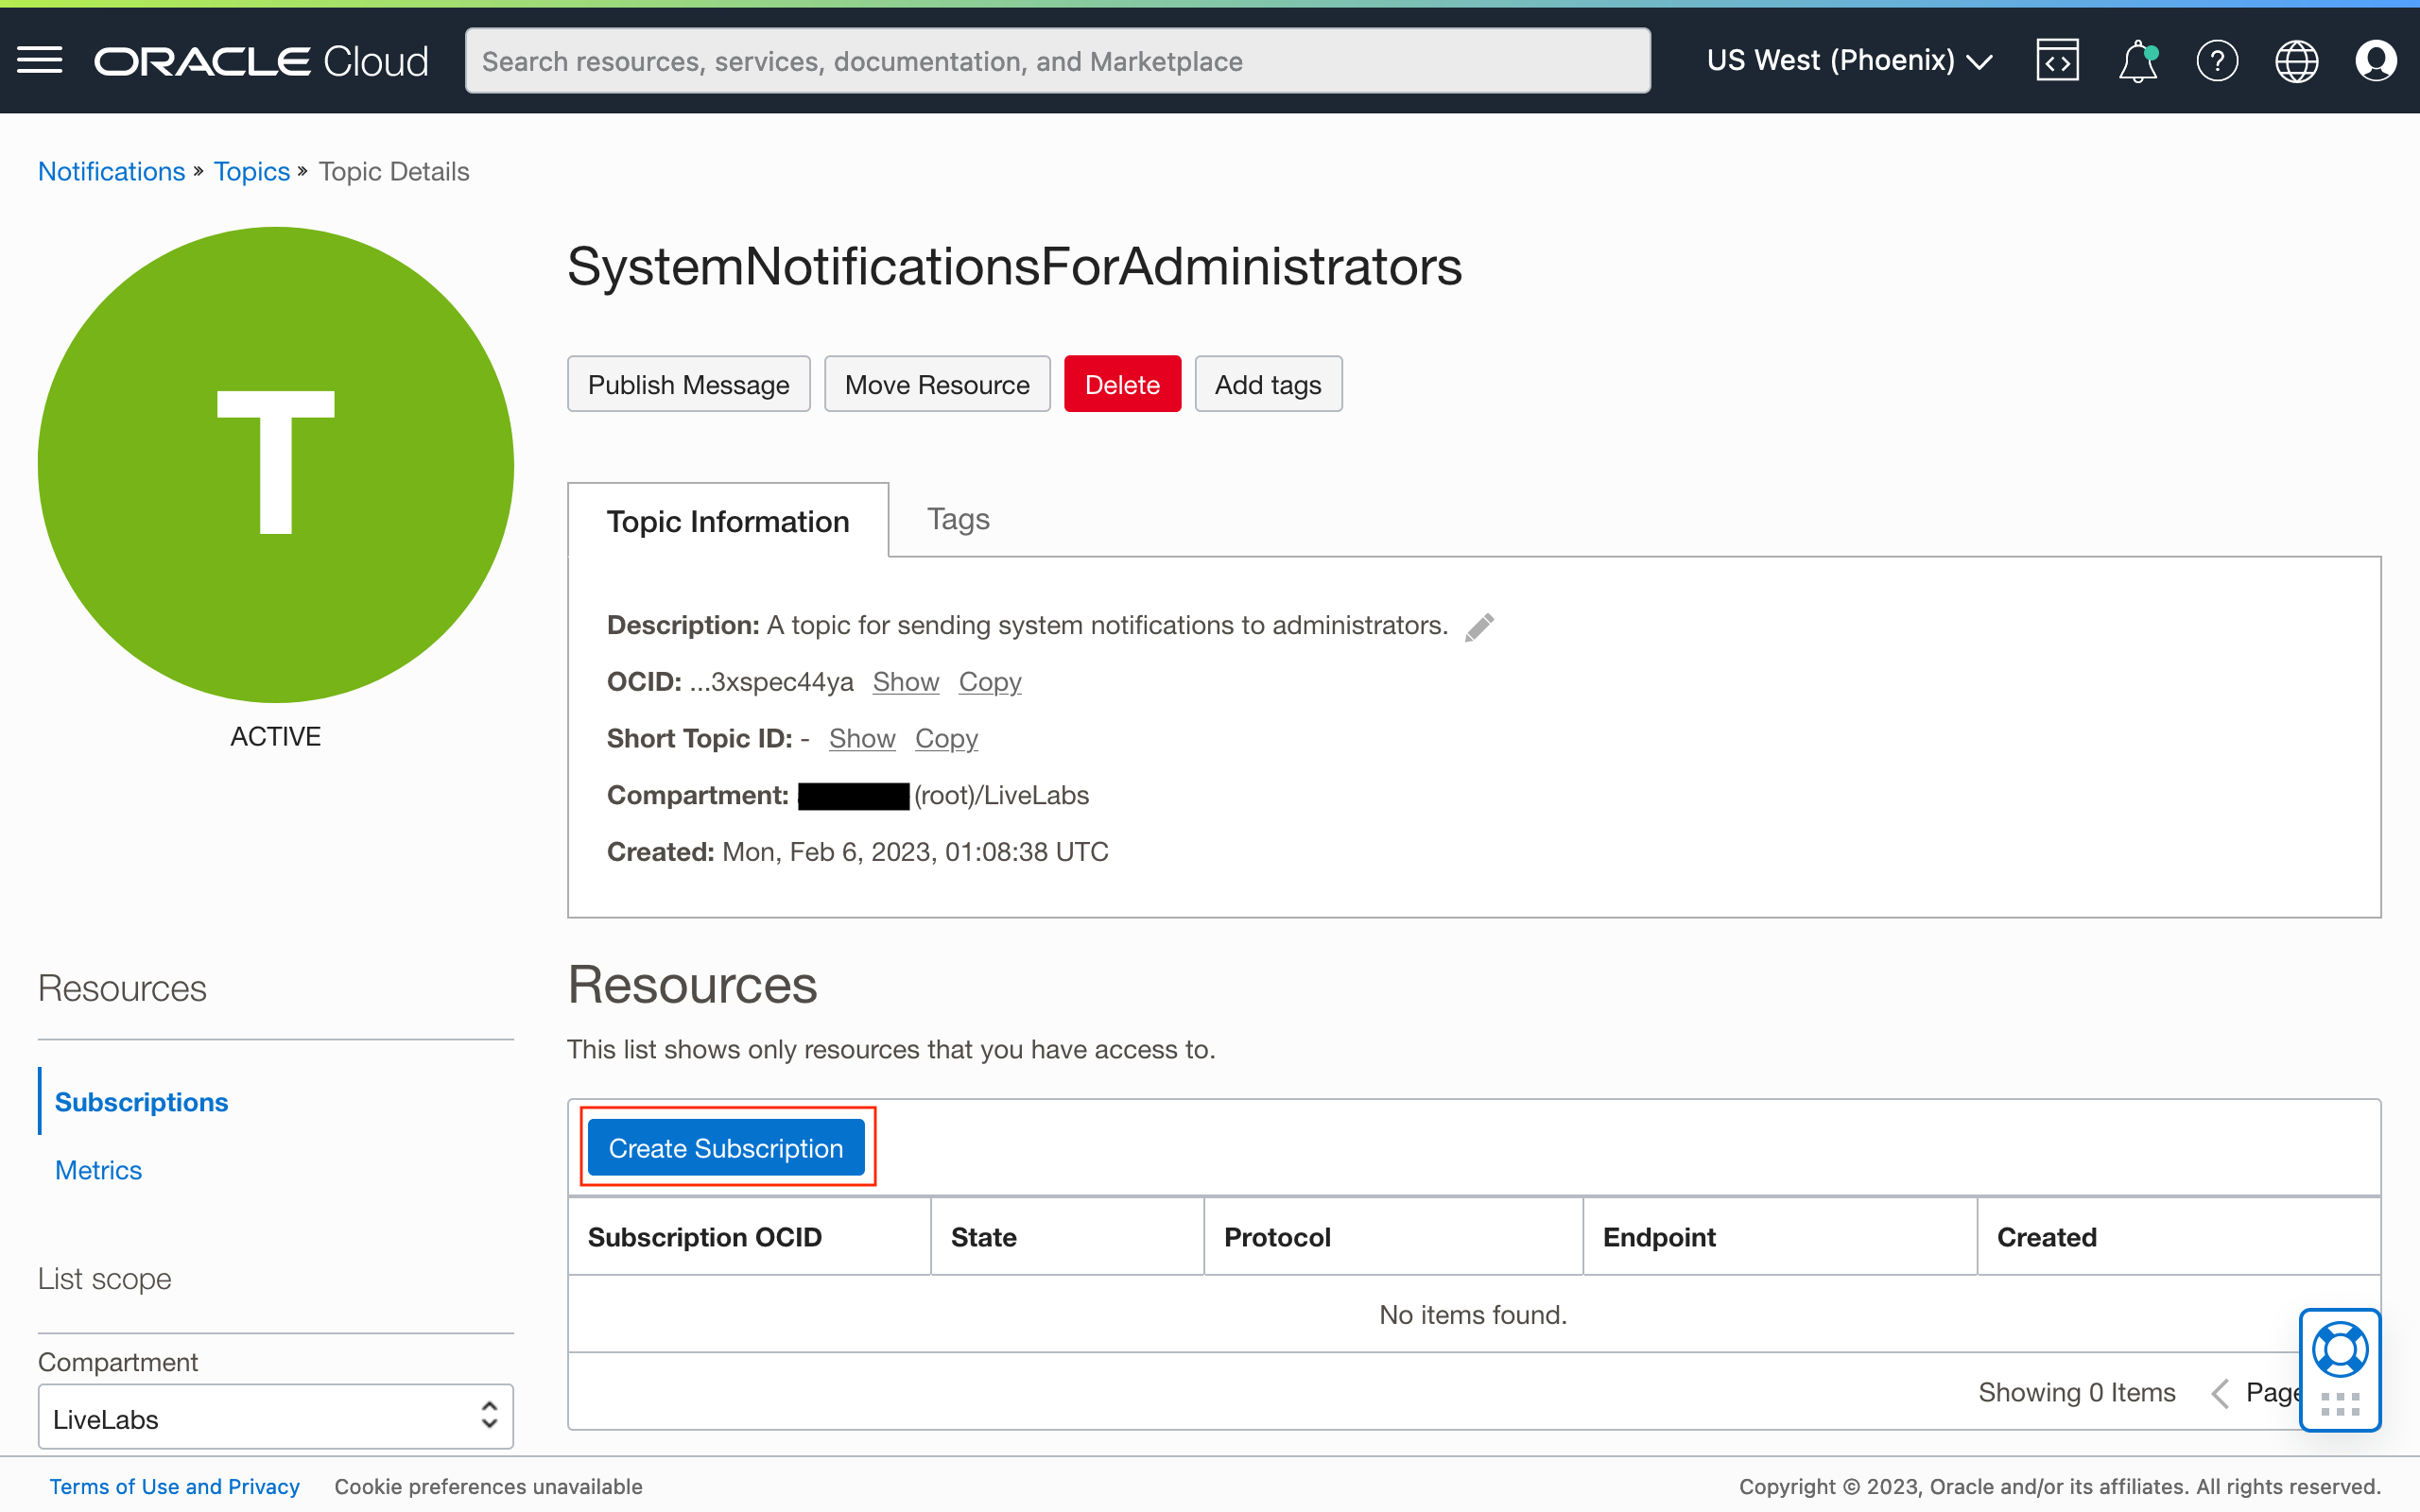 ORACLE Cloud
Search resources, services, documentation, and Marketplace
US West (Phoenix)
Notifications » Topics » Topic Details
T
ACTIVE
SystemNotificationsForAdministrators
Publish Message Move Resource Delete Add tags
Topic Information Tags
Description: A topic for sending system notifications to administrators.
OCID: ...3xspec44ya Show Copy
Short Topic ID: - Show Copy
Compartment: (root)/LiveLabs
Created: Mon, Feb 6, 2023, 01:08:38 UTC
Resources
Subscriptions
Metrics
List scope
Compartment
LiveLabs
Resources
This list shows only resources that you have access to.
Create Subscription
Subscription OCID State Protocol Endpoint Created
No items found.
Showing 0 Items Page
Terms of Use and Privacy Cookie preferences unavailable
Copyright © 2023, Oracle and/or its affiliates. All rights reserved.